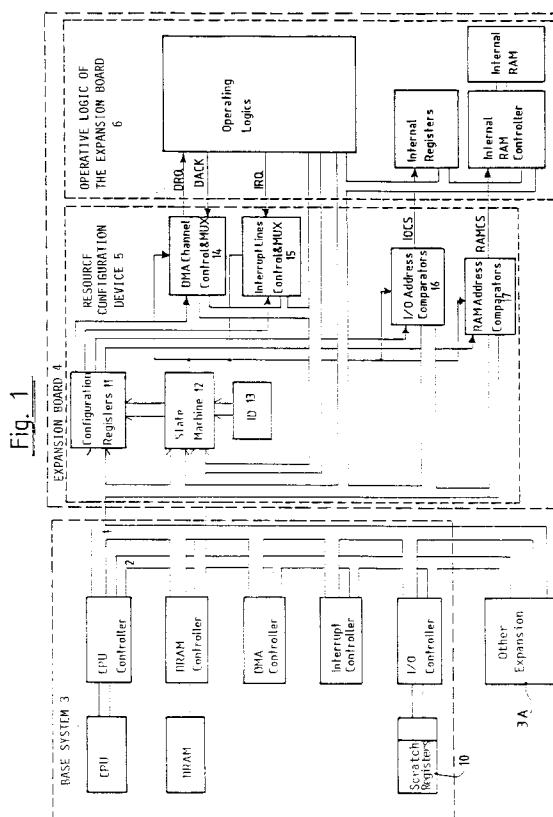 Fig. 1
EXPANSION BOARD 4
OPERATIVE LOGIC OF
THE EXPANSION BOARD
6
Operating
Logics
Internal
Registers
Internal
RAM
Internal
RAM
Controller
DRQ
DACK
IRQ
IOCS
RAMCS
RESOURCE
CONFIGURATION
DEVICE 5
DMA Channel
Control&MUX
14
Interrupt Lines
Control&MUX
15
I/O Address
Comparators
16
RAM Address
Comparators
17
Configuration
Registers 11
State
Machine 12
ID 13
BASE SYSTEM 3
2
CPU
CPU
Controller
DRAM
DRAM
Controller
DMA
Controller
Interrupt
Controller
I/O
Controller
Scratch
Registers
10
Other
Expansion
3A